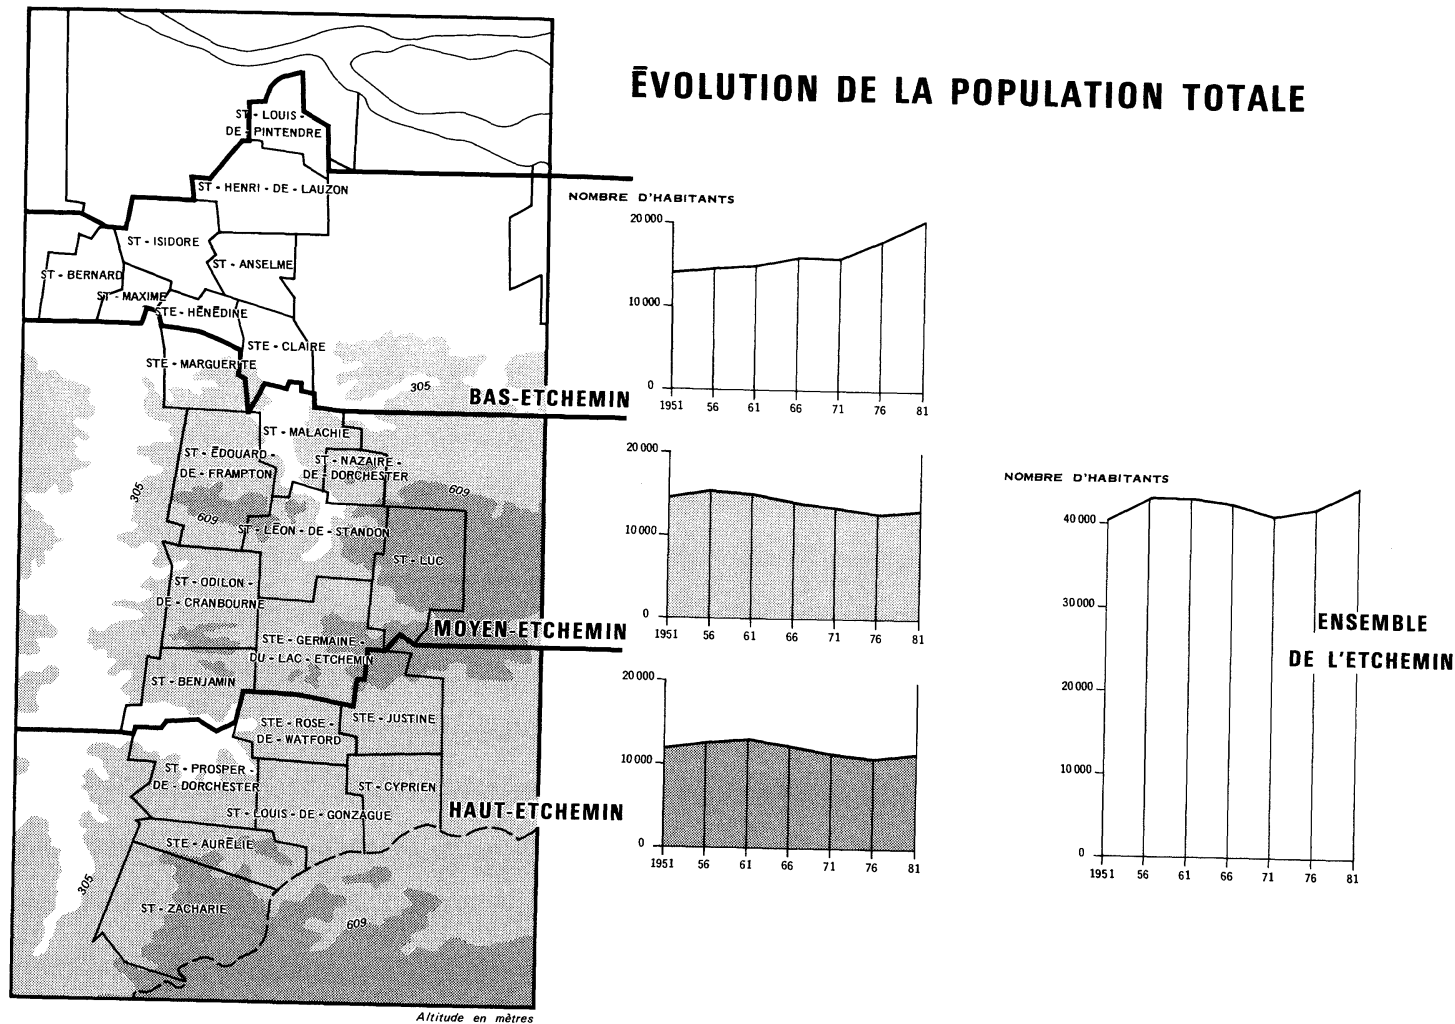 ĒVOLUTION DE LA POPULATION TOTALE
ST - LOUIS -
DE - PINTENDRE
ST - HENRI - DE - LAUZON
ST - ISIDORE
ST - ANSELME
ST - BERNARD
ST - MAXIME
STE - HĒNĒDINE
STE - CLAIRE
STE - MARGUERITE
305
BAS-ETCHEMIN
ST - MALACHIE
ST - ĒDOUARD -
DE - FRAMPTON
ST - NAZAIRE -
DE - DORCHESTER
305
609
609
ST - LĒON - DE - STANDON
ST - LUC
ST - ODILON -
DE - CRANBOURNE
MOYEN-ETCHEMIN
STE - GERMAINE -
DU - LAC - ETCHEMIN
ST - BENJAMIN
STE - ROSE -
DE - WATFORD
STE - JUSTINE
ST - PROSPER -
DE - DORCHESTER
ST - CYPRIEN
ST - LOUIS - DE - GONZAGUE
HAUT-ETCHEMIN
STE - AURĒLIE
305
ST - ZACHARIE
609
Altitude en mètres
NOMBRE D'HABITANTS
20 000
10 000
0
1951 56 61 66 71 76 81
20 000
10 000
0
1951 56 61 66 71 76 81
20 000
10 000
0
1951 56 61 66 71 76 81
NOMBRE D'HABITANTS
40 000
30 000
20 000
10 000
0
1951 56 61 66 71 76 81
ENSEMBLE
DE L'ETCHEMIN